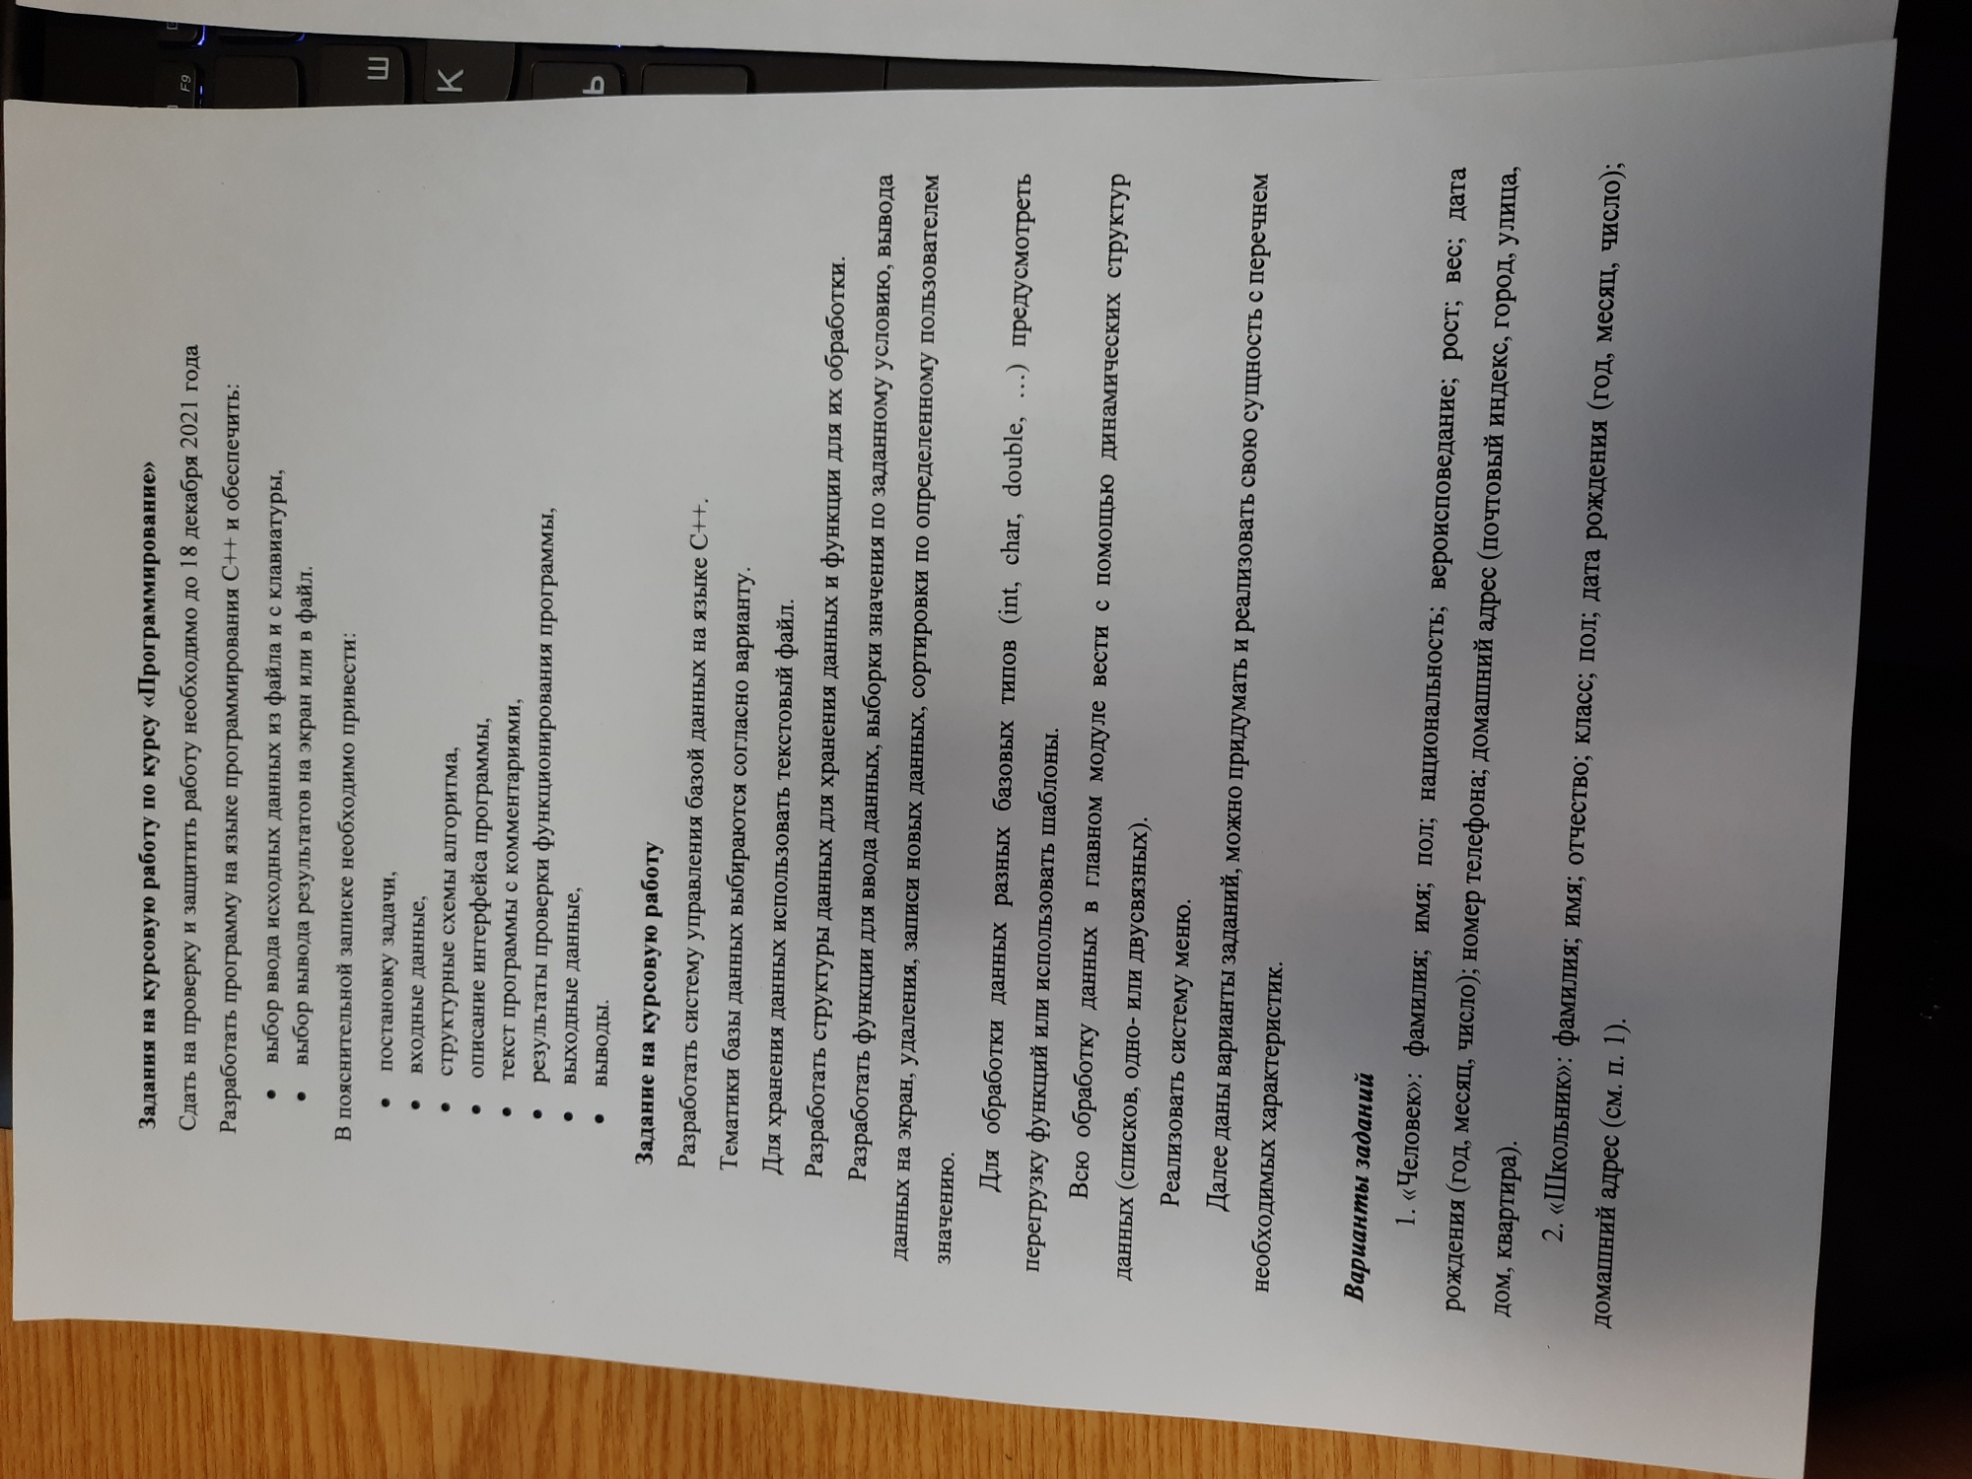 Задания на курсовую работу по курсу «Программирование»
Сдать на проверку и защитить работу необходимо до 18 декабря 2021 года
Разработать программу на языке программирования С++ и обеспечить:
• выбор ввода исходных данных из файла и с клавиатуры,
• выбор вывода результатов на экран или в файл.
В пояснительной записке необходимо привести:
• постановку задачи,
• входные данные,
• структурные схемы алгоритма,
• описание интерфейса программы,
• текст программы с комментариями,
• результаты проверки функционирования программы,
• выходные данные,
• выводы.
Задание на курсовую работу
Разработать систему управления базой данных на языке С++.
Тематики базы данных выбираются согласно варианту.
Для хранения данных использовать текстовый файл.
Разработать структуры данных для хранения данных и функции для их обработки.
Разработать функции для ввода данных, выборки значения по заданному условию, вывода
данных на экран, удаления, записи новых данных, сортировки по определенному пользователем
значению.
Для обработки данных разных базовых типов (int, char, double, …) предусмотреть
перегрузку функций или использовать шаблоны.
Всю обработку данных в главном модуле вести с помощью динамических структур
данных (списков, одно- или двусвязных).
Реализовать систему меню.
Далее даны варианты заданий, можно придумать и реализовать свою сущность с перечнем
необходимых характеристик.
Варианты заданий
1. «Человек»: фамилия; имя; пол; национальность; вероисповедание; рост; вес; дата
рождения (год, месяц, число); номер телефона; домашний адрес (почтовый индекс, город, улица,
дом, квартира).
2. «Школьник»: фамилия; имя; отчество; класс; пол; дата рождения (год, месяц, число);
домашний адрес (см. п. 1).
F9
Ш
К
Ь